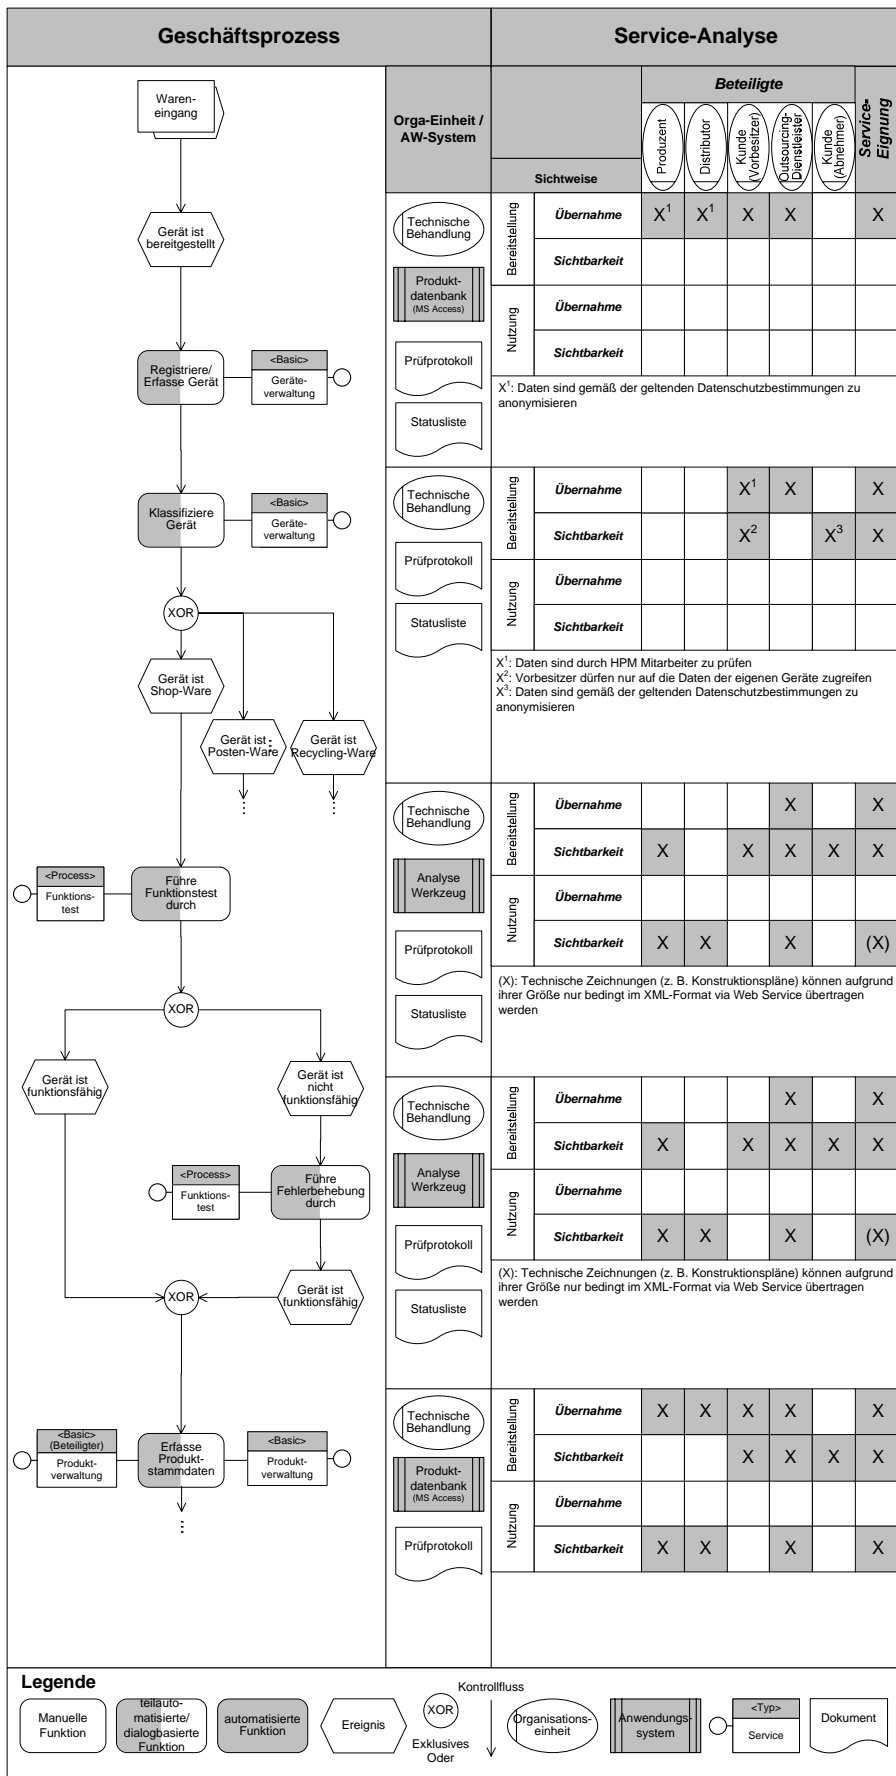 Geschäftsprozess
Service-Analyse
Orga-Einheit /
AW-System
Sichtweise
Beteiligte
Produzent
Distributor
Kunde
(Vorbesitzer)
Outsourcing-
Dienstleister
Kunde
(Abnehmer)
Service-
Eignung
Waren-
eingang
Gerät ist
bereitgestellt
Registriere/
Erfasse Gerät
<Basic>
Geräte-
verwaltung
Technische
Behandlung
Produkt-
datenbank
(MS Access)
Prüfprotokoll
Statusliste
Bereitstellung
Übernahme X¹ X¹ X X X
Sichtbarkeit
Nutzung
Übernahme
Sichtbarkeit
X¹: Daten sind gemäß der geltenden Datenschutzbestimmungen zu
anonymisieren
Klassifiziere
Gerät
<Basic>
Geräte-
verwaltung
XOR
Gerät ist
Shop-Ware
Gerät ist
Posten-Ware
Gerät ist
Recycling-Ware
Technische
Behandlung
Prüfprotokoll
Statusliste
Bereitstellung
Übernahme X¹ X X
Sichtbarkeit X² X³ X
Nutzung
Übernahme
Sichtbarkeit
X¹: Daten sind durch HPM Mitarbeiter zu prüfen
X²: Vorbesitzer dürfen nur auf die Daten der eigenen Geräte zugreifen
X³: Daten sind gemäß der geltenden Datenschutzbestimmungen zu
anonymisieren
<Process>
Funktions-
test
Führe
Funktionstest
durch
XOR
Gerät ist
funktionsfähig
Gerät ist
nicht
funktionsfähig
Technische
Behandlung
Analyse
Werkzeug
Prüfprotokoll
Statusliste
Bereitstellung
Übernahme X X
Sichtbarkeit X X X X X
Nutzung
Übernahme
Sichtbarkeit X X X (X)
(X): Technische Zeichnungen (z. B. Konstruktionspläne) können aufgrund
ihrer Größe nur bedingt im XML-Format via Web Service übertragen
werden
<Process>
Funktions-
test
Führe
Fehlerbehebung
durch
XOR
Gerät ist
funktionsfähig
Technische
Behandlung
Analyse
Werkzeug
Prüfprotokoll
Statusliste
Bereitstellung
Übernahme X X
Sichtbarkeit X X X X X
Nutzung
Übernahme
Sichtbarkeit X X X (X)
(X): Technische Zeichnungen (z. B. Konstruktionspläne) können aufgrund
ihrer Größe nur bedingt im XML-Format via Web Service übertragen
werden
<Basic>
(Beteiligter)
Produkt-
verwaltung
Erfasse
Produkt-
stammdaten
<Basic>
Produkt-
verwaltung
Technische
Behandlung
Produkt-
datenbank
(MS Access)
Prüfprotokoll
Bereitstellung
Übernahme X X X X X
Sichtbarkeit X X X X
Nutzung
Übernahme
Sichtbarkeit X X X X
Legende
Manuelle
Funktion
teilauto-
matisierte/
dialogbasierte
Funktion
automatisierte
Funktion
Ereignis
XOR
Exklusives
Oder
Kontrollfluss
Organisations-
einheit
Anwendungs-
system
<Typ>
Service
Dokument